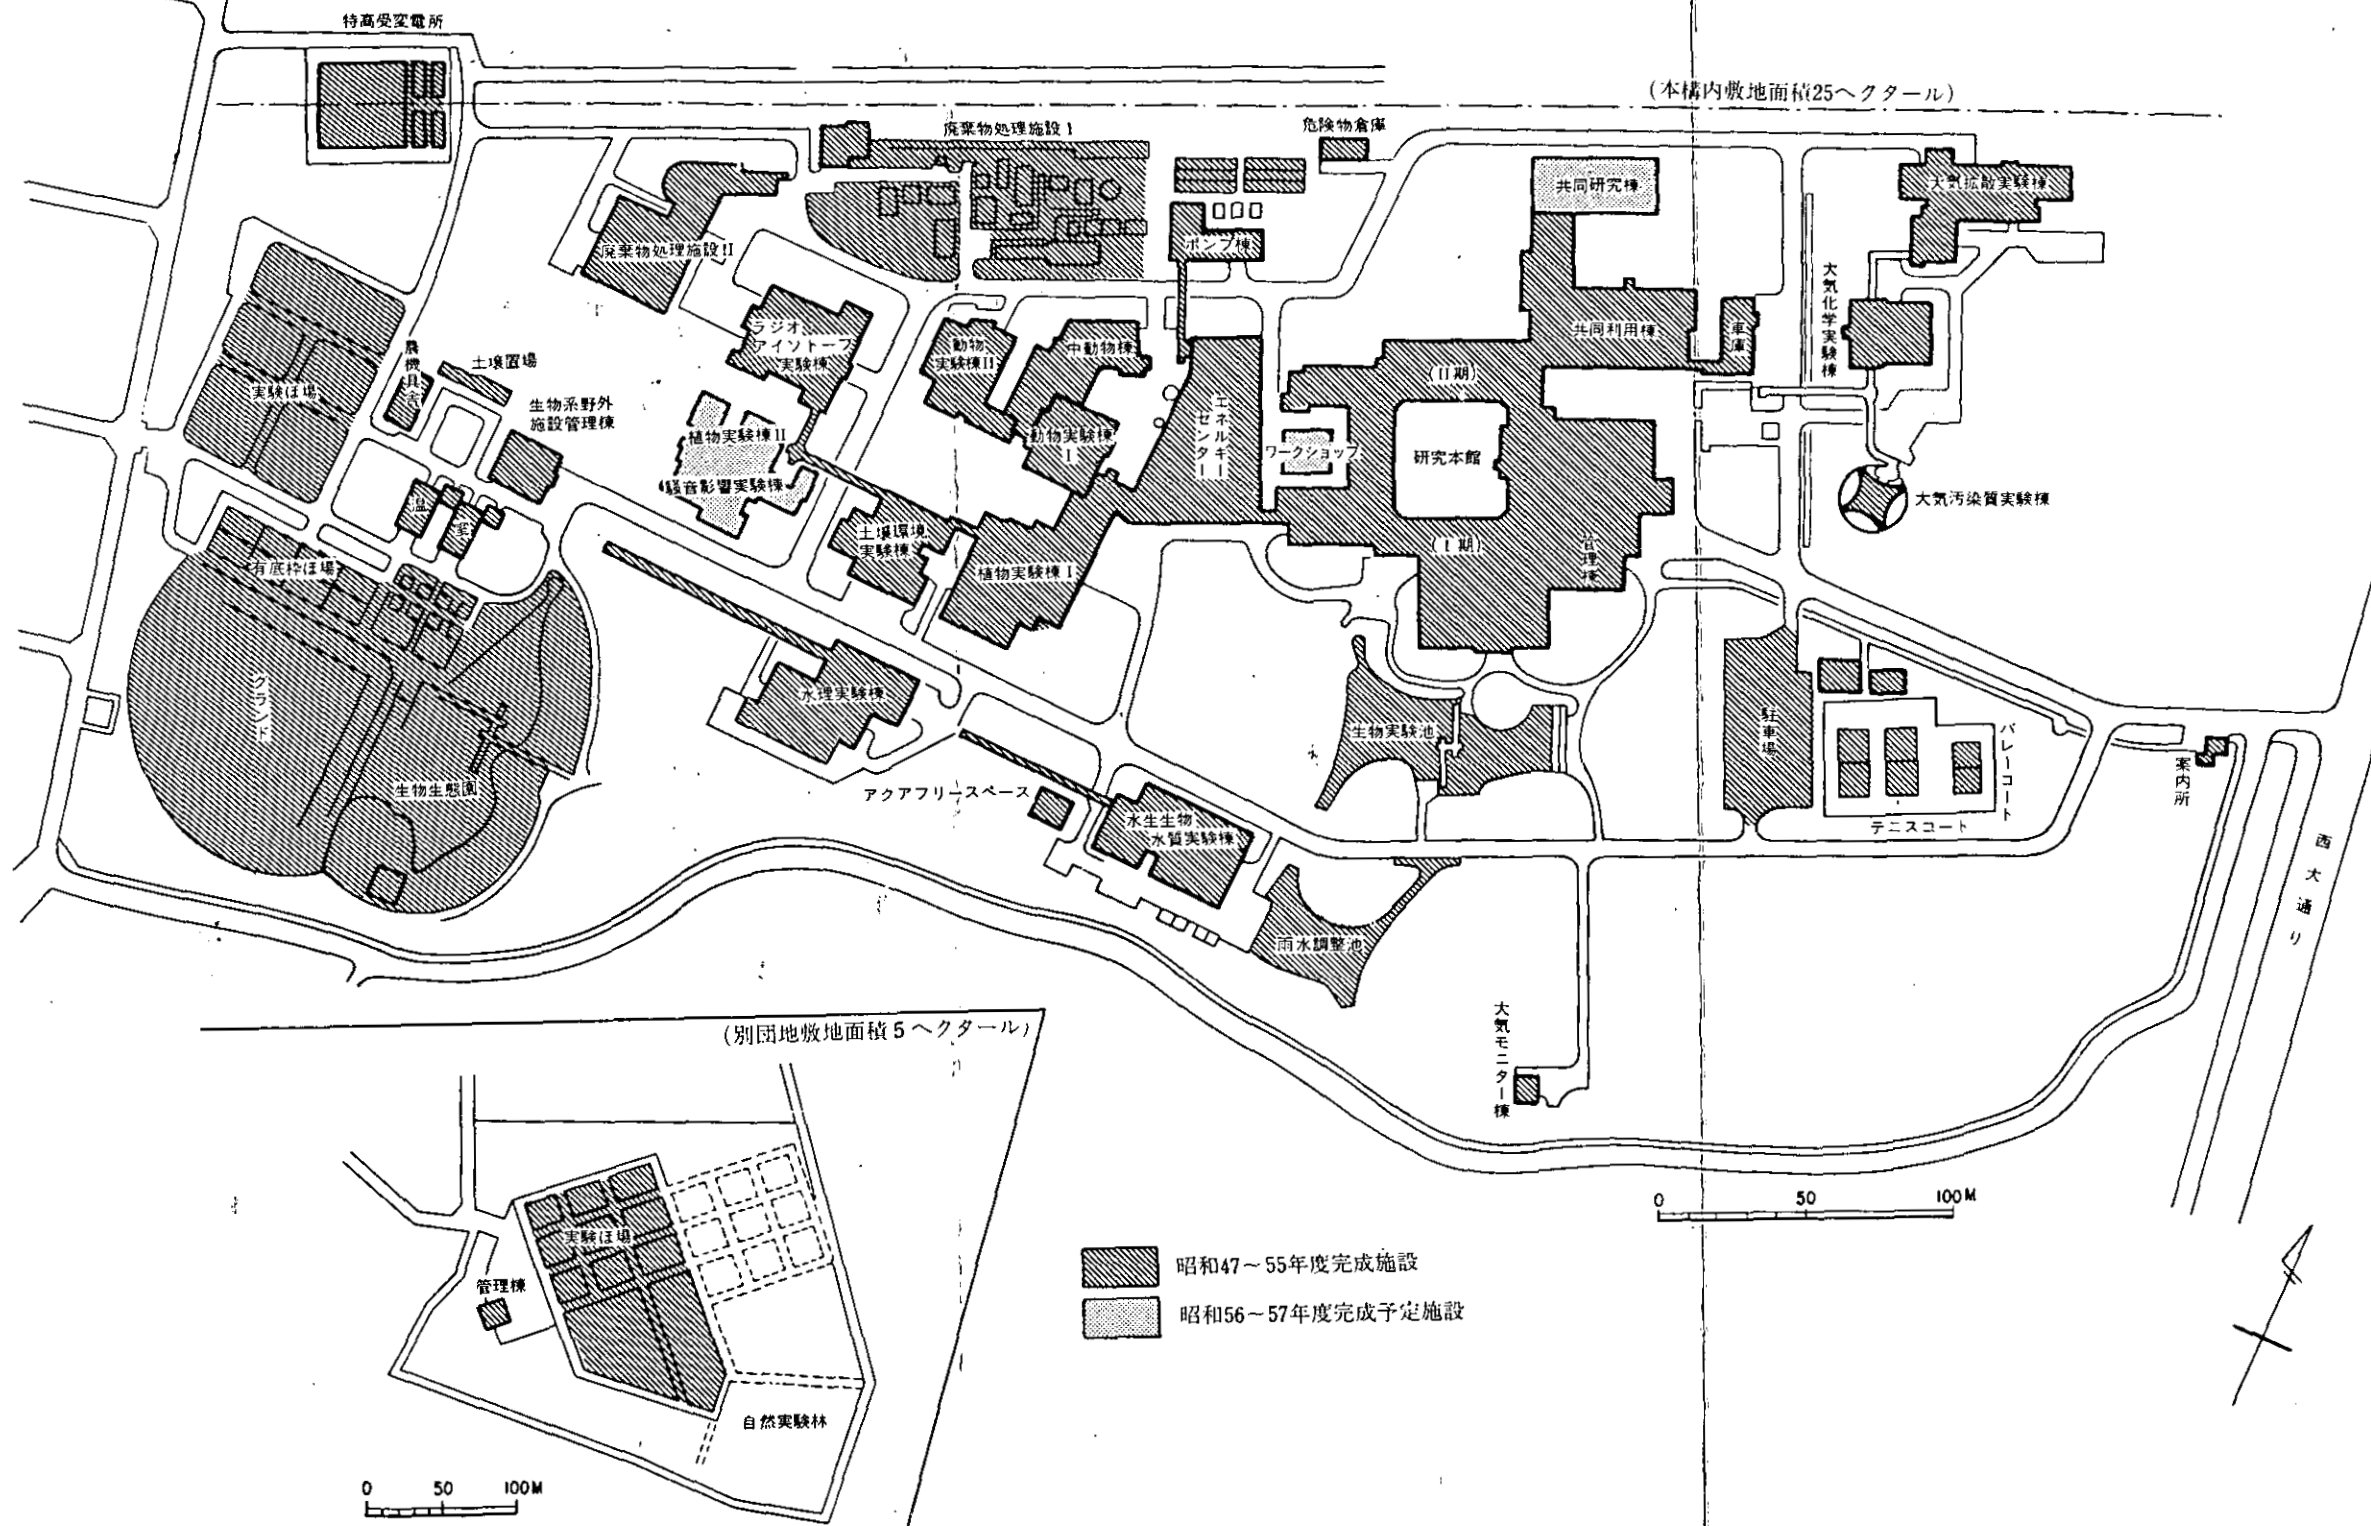 特高受変電所
(本構内敷地面積25ヘクタール)
廃棄物処理施設I
危険物倉庫
共同研究棟
大気拡散実験棟
廃棄物処理施設II
ポンプ棟
大気化学実験棟
ラジオ
アイソトープ
実験棟
動物
実験棟II
中動物棟
共同利用棟
車庫
農機具舎
土壌置場
実験ほ場
生物系野外
施設管理棟
(II期)
エネルギー
センター
植物実験棟II
動物実験棟
I
ワークショップ
研究本館
騒音影響実験棟
大気汚染質実験棟
温
室
土壌環境
実験棟
(I期)
管理棟
有底枠ほ場
植物実験棟I
グランド
水理実験棟
生物実験池
駐車場
バレーコート
案内所
生物生態園
アクアフリースペース
水生生物
水質実験棟
テニスコート
西大通り
雨水調整池
大気モニター棟
(別団地敷地面積5ヘクタール)
0 50 100M
実験ほ場
管理棟
昭和47～55年度完成施設
昭和56～57年度完成予定施設
自然実験林
0 50 100M